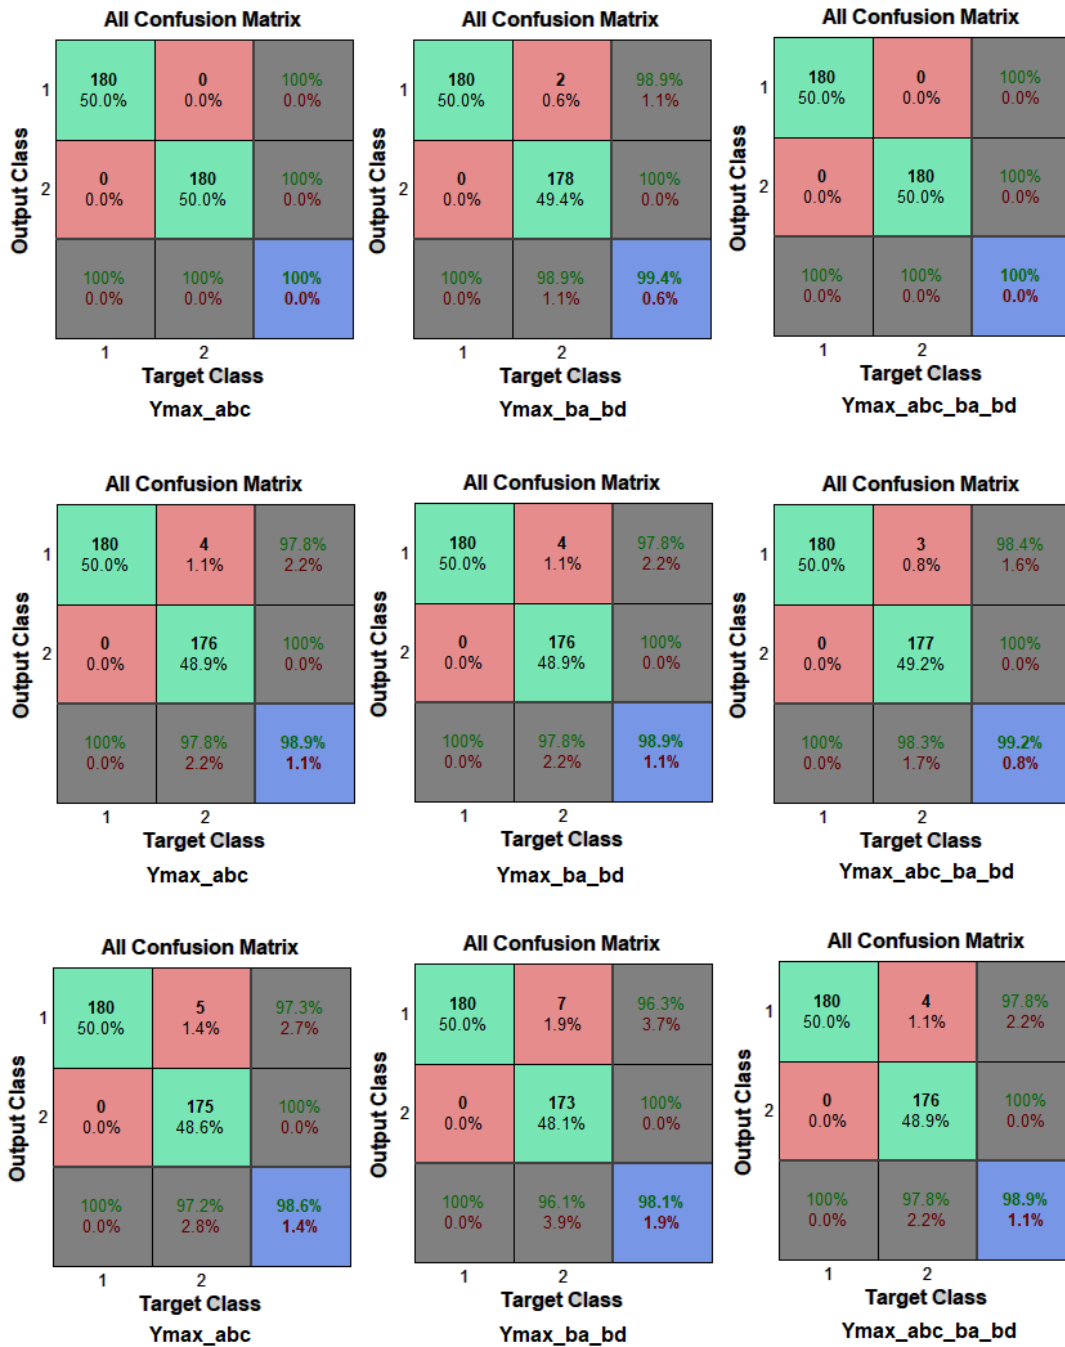 All Confusion Matrix All Confusion Matrix All Confusion Matrix
1 180 0 100% 1 180 2 98.9% 1 180 0 100%
50.0% 0.0% 0.0% 50.0% 0.6% 1.1% 50.0% 0.0% 0.0%
Output Class Output Class Output Class
2 0 180 100% 2 0 178 100% 2 0 180 100%
0.0% 50.0% 0.0% 0.0% 49.4% 0.0% 0.0% 50.0% 0.0%
100% 100% 100% 100% 98.9% 99.4% 100% 100% 100%
0.0% 0.0% 0.0% 0.0% 1.1% 0.6% 0.0% 0.0% 0.0%
1 2 1 2 1 2
Target Class Target Class Target Class
Ymax_abc Ymax_ba_bd Ymax_abc_ba_bd
All Confusion Matrix All Confusion Matrix All Confusion Matrix
1 180 4 97.8% 1 180 4 97.8% 1 180 3 98.4%
50.0% 1.1% 2.2% 50.0% 1.1% 2.2% 50.0% 0.8% 1.6%
Output Class Output Class Output Class
2 0 176 100% 2 0 176 100% 2 0 177 100%
0.0% 48.9% 0.0% 0.0% 48.9% 0.0% 0.0% 49.2% 0.0%
100% 97.8% 98.9% 100% 97.8% 98.9% 100% 98.3% 99.2%
0.0% 2.2% 1.1% 0.0% 2.2% 1.1% 0.0% 1.7% 0.8%
1 2 1 2 1 2
Target Class Target Class Target Class
Ymax_abc Ymax_ba_bd Ymax_abc_ba_bd
All Confusion Matrix All Confusion Matrix All Confusion Matrix
1 180 5 97.3% 1 180 7 96.3% 1 180 4 97.8%
50.0% 1.4% 2.7% 50.0% 1.9% 3.7% 50.0% 1.1% 2.2%
Output Class Output Class Output Class
2 0 175 100% 2 0 173 100% 2 0 176 100%
0.0% 48.6% 0.0% 0.0% 48.1% 0.0% 0.0% 48.9% 0.0%
100% 97.2% 98.6% 100% 96.1% 98.1% 100% 97.8% 98.9%
0.0% 2.8% 1.4% 0.0% 3.9% 1.9% 0.0% 2.2% 1.1%
1 2 1 2 1 2
Target Class Target Class Target Class
Ymax_abc Ymax_ba_bd Ymax_abc_ba_bd